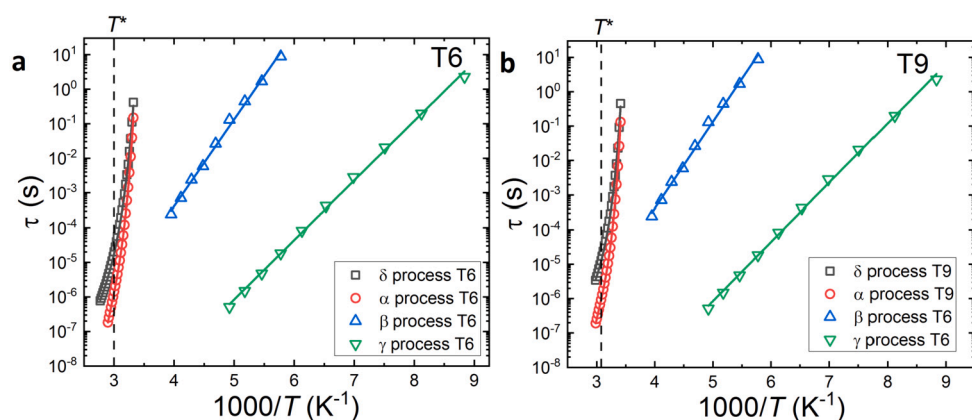 T*
a
T6
10¹
10⁰
10⁻¹
10⁻²
10⁻³
10⁻⁴
10⁻⁵
10⁻⁶
10⁻⁷
10⁻⁸
τ (s)
δ process T6
α process T6
β process T6
γ process T6
3 4 5 6 7 8 9
1000/T (K⁻¹)
T*
b
T9
10¹
10⁰
10⁻¹
10⁻²
10⁻³
10⁻⁴
10⁻⁵
10⁻⁶
10⁻⁷
10⁻⁸
τ (s)
δ process T9
α process T9
β process T6
γ process T6
3 4 5 6 7 8 9
1000/T (K⁻¹)